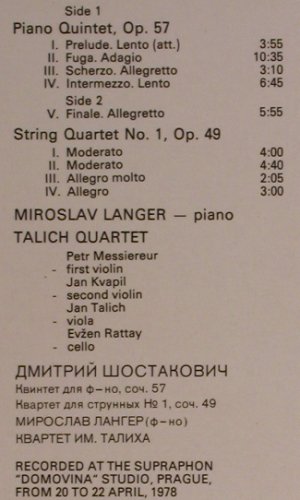 Side 1
Piano Quintet, Op. 57
I. Prelude. Lento (att.) 3:55
II. Fuga. Adagio 10:35
III. Scherzo. Allegretto 3:10
IV. Intermezzo. Lento 6:45
Side 2
V. Finale. Allegretto 5:55
String Quartet No. 1, Op. 49
I. Moderato 4:00
II. Moderato 4:40
III. Allegro molto 2:05
IV. Allegro 3:00
MIROSLAV LANGER — piano
TALICH QUARTET
Petr Messiereur
- first violin
Jan Kvapil
- second violin
Jan Talich
- viola
Evžen Rattay
- cello
ДМИТРИЙ ШОСТАКОВИЧ
Квинтет для ф-но, соч. 57
Квартет для струнных № 1, соч. 49
МИРОСЛАВ ЛАНГЕР (ф-но)
КВАРТЕТ ИМ. ТАЛИХА
RECORDED AT THE SUPRAPHON
"DOMOVINA" STUDIO, PRAGUE,
FROM 20 TO 22 APRIL, 1978